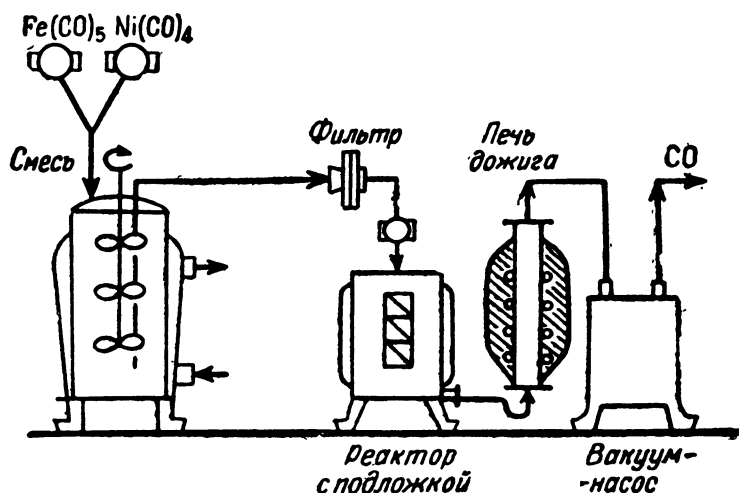 Fe(CO)5 Ni(CO)4
Смесь
Фильтр
Печь
дожига
CO
Реактор
с подложкой
Вакуум-
-насос